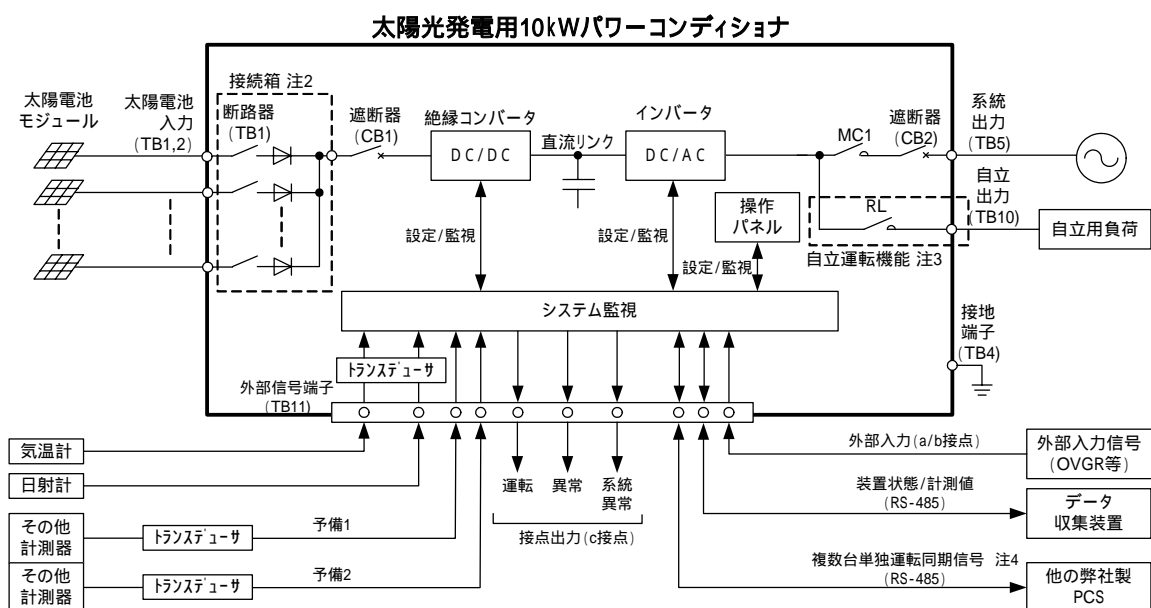 太陽光発電用10kWパワーコンディショナ
太陽電池
モジュール
太陽電池
入力
(TB1,2)
接続箱 注2
断路器
(TB1)
遮断器
(CB1)
絶縁コンバータ
DC/DC
直流リンク
インバータ
DC/AC
MC1
遮断器
(CB2)
系統
出力
(TB5)
自立
出力
(TB10)
RL
自立用負荷
自立運転機能 注3
操作
パネル
設定/監視
設定/監視
設定/監視
システム監視
接地
端子
(TB4)
トランスデューサ
外部信号端子
(TB11)
気温計
日射計
その他
計測器
トランスデューサ
予備1
その他
計測器
トランスデューサ
予備2
運転
異常
系統
異常
接点出力(c接点)
外部入力(a/b接点)
外部入力信号
(OVGR等)
装置状態/計測値
(RS-485)
データ
収集装置
複数台単独運転同期信号 注4
(RS-485)
他の弊社製
PCS